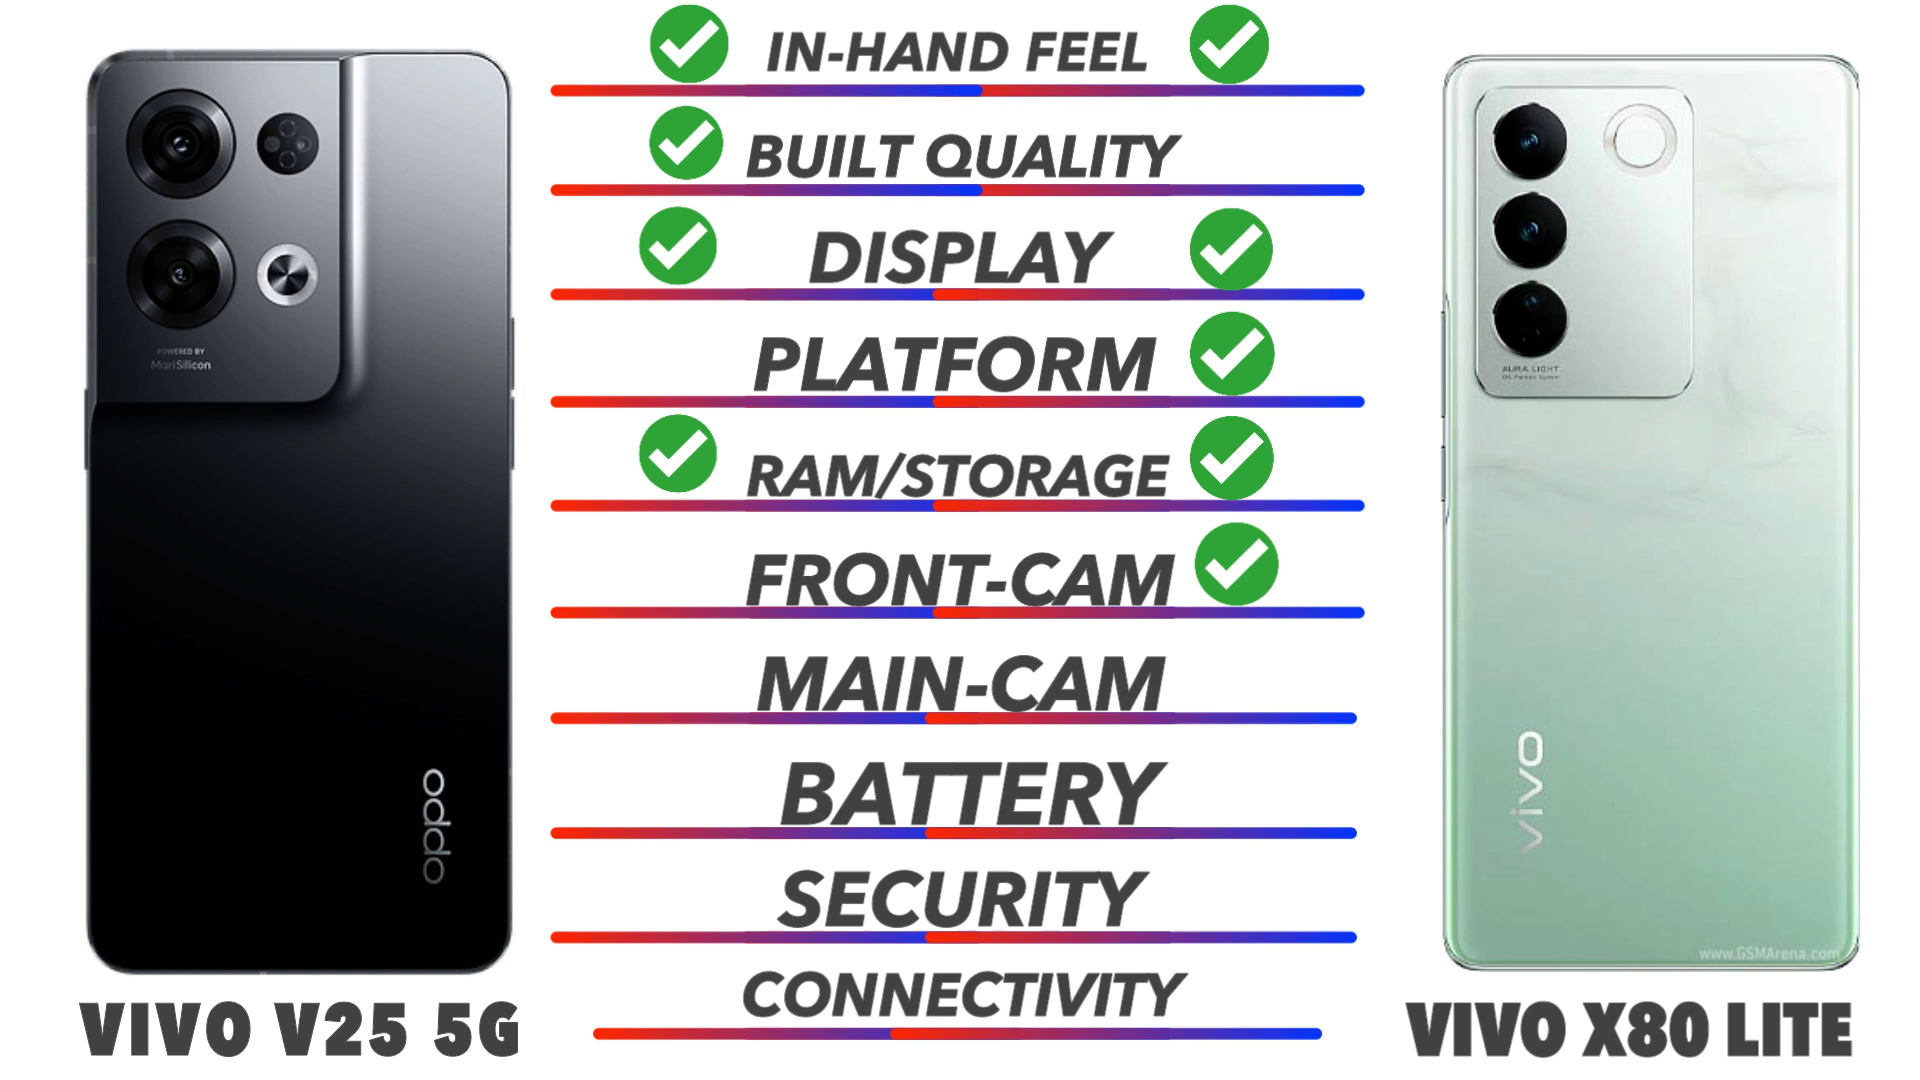 IN-HAND FEEL
BUILT QUALITY
DISPLAY
PLATFORM
RAM/STORAGE
FRONT-CAM
MAIN-CAM
BATTERY
SECURITY
CONNECTIVITY
POWERED BY
MariSilicon
oppo
VIVO V25 5G
AURA LIGHT
vivo
www.GSMArena.com
VIVO X80 LITE